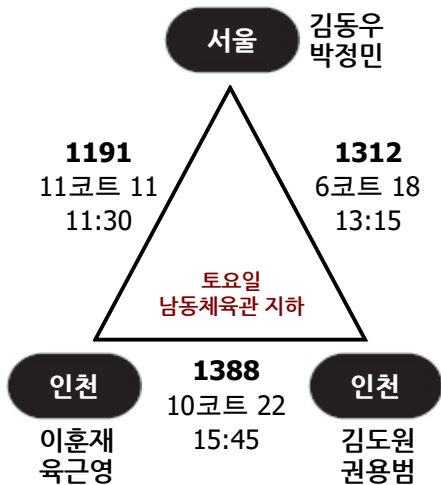 서울
김동우
박정민
1191
11코트 11
11:30
1312
6코트 18
13:15
토요일
남동체육관 지하
인천
이훈재
육근영
1388
10코트 22
15:45
인천
김도원
권용범